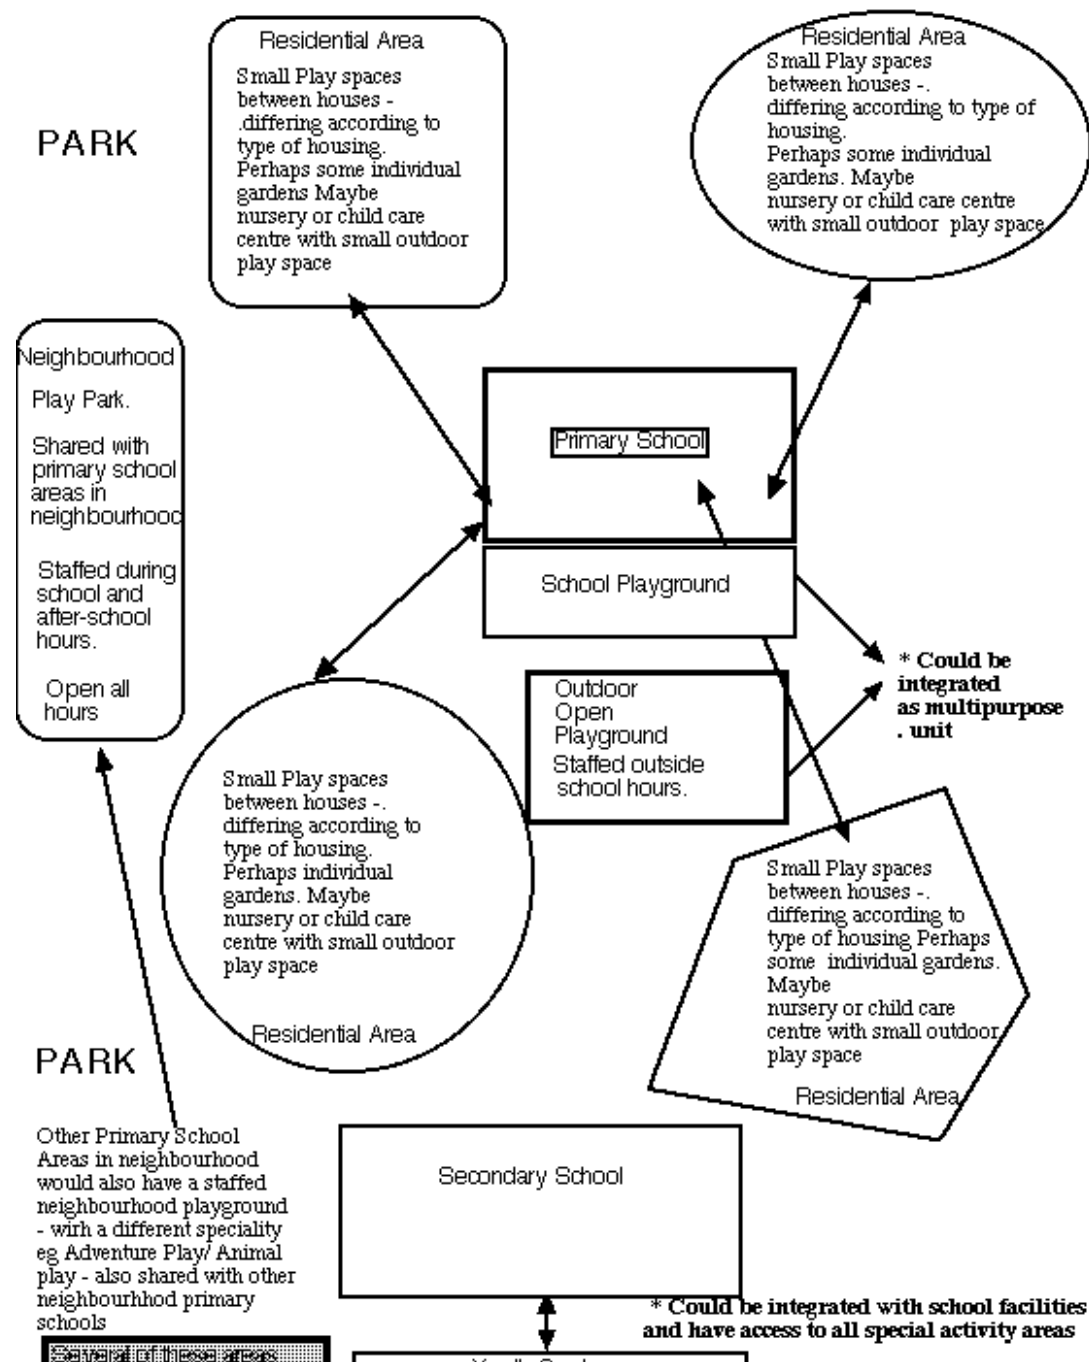 Residential Area
Small Play spaces
between houses -
.differing according to
type of housing.
Perhaps some individual
gardens Maybe
nursery or child care
centre with small outdoor
play space
Residential Area
Small Play spaces
between houses -.
differing according to type of
housing.
Perhaps some individual
gardens. Maybe
nursery or child care centre
with small outdoor play space
PARK
Neighbourhood
Play Park.
Shared with
primary school
areas in
neighbourhood
Staffed during
school and
after-school
hours.
Open all
hours
Primary School
School Playground
* Could be
integrated
as multipurpose
. unit
Outdoor
Open
Playground
Staffed outside
school hours.
Small Play spaces
between houses -.
differing according to
type of housing.
Perhaps individual
gardens. Maybe
nursery or child care
centre with small outdoor
play space
Residential Area
Small Play spaces
between houses -.
differing according to
type of housing Perhaps
some individual gardens.
Maybe
nursery or child care
centre with small outdoor
play space
Residential Area
PARK
Other Primary School
Areas in neighbourhood
would also have a staffed
neighbourhood playground
- wirh a different speciality
eg Adventure Play/ Animal
play - also shared with other
neighbourhhod primary
schools
Secondary School
* Could be integrated with school facilities
and have access to all special activity areas
Several of these areas